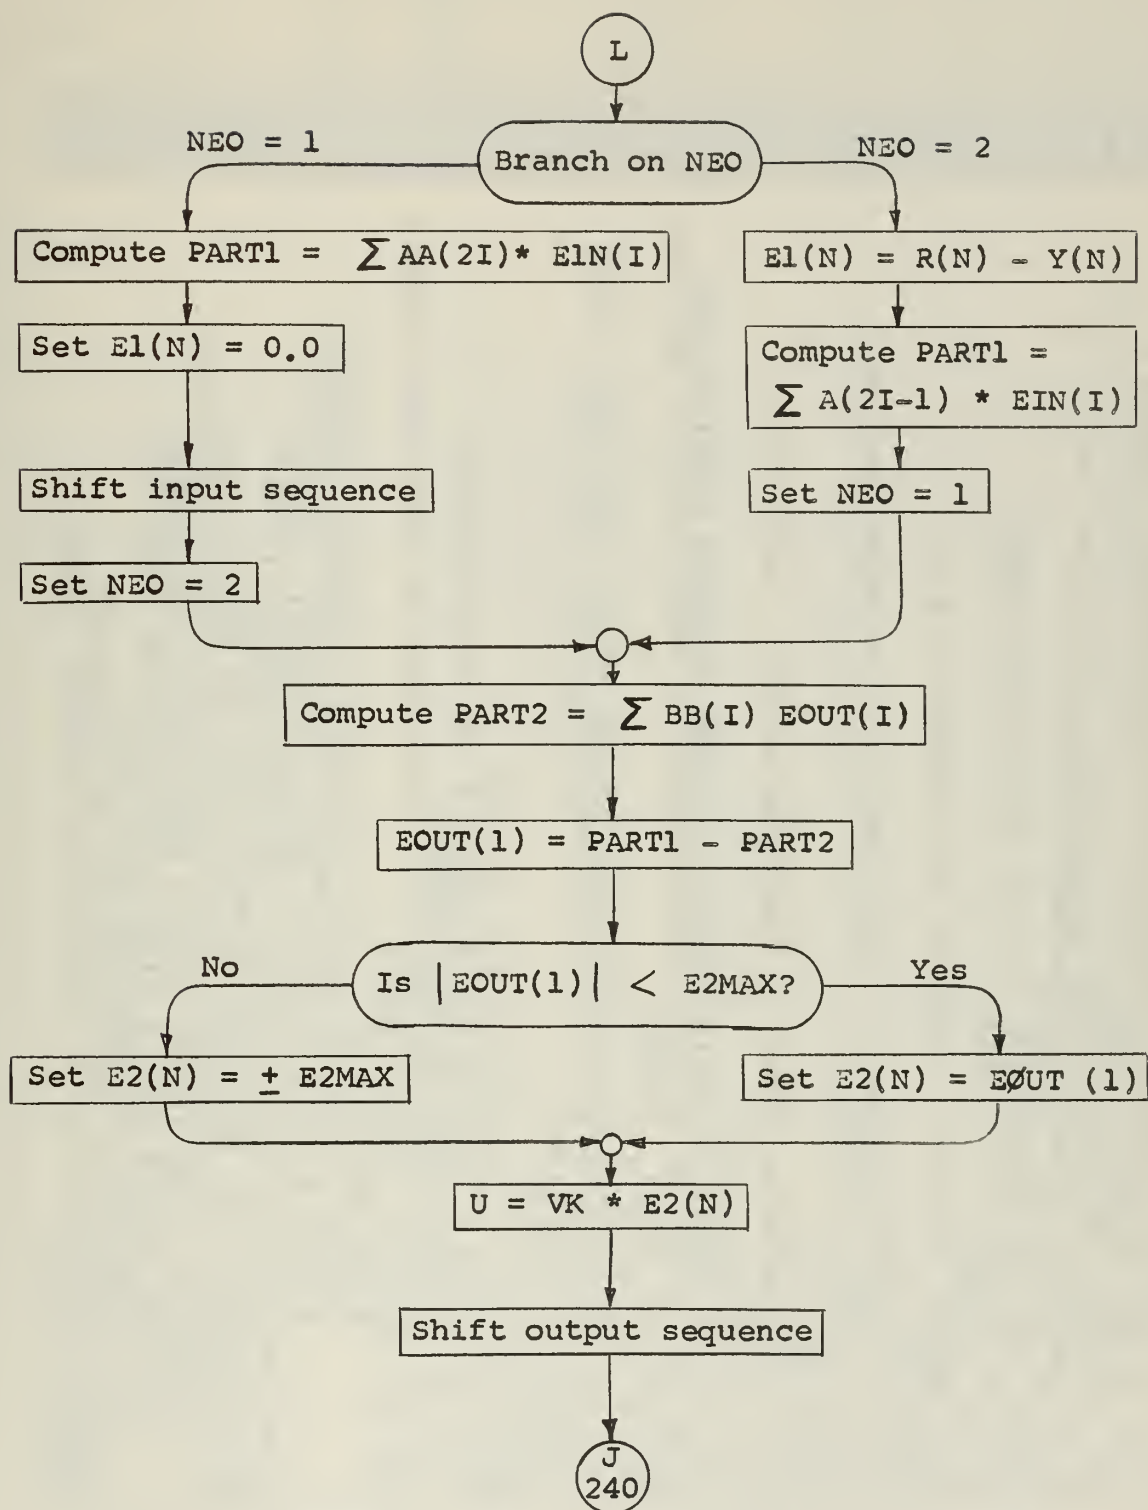 L
NEO = 1
Branch on NEO
NEO = 2
Compute PART1 = ∑ AA(2I)* E1N(I)
E1(N) = R(N) - Y(N)
Set E1(N) = 0.0
Compute PART1 =
∑ A(2I-1) * EIN(I)
Shift input sequence
Set NEO = 1
Set NEO = 2
Compute PART2 = ∑ BB(I) EOUT(I)
EOUT(1) = PART1 - PART2
No
Is |EOUT(1)| < E2MAX?
Yes
Set E2(N) = ± E2MAX
Set E2(N) = EØUT (1)
U = VK * E2(N)
Shift output sequence
J
240